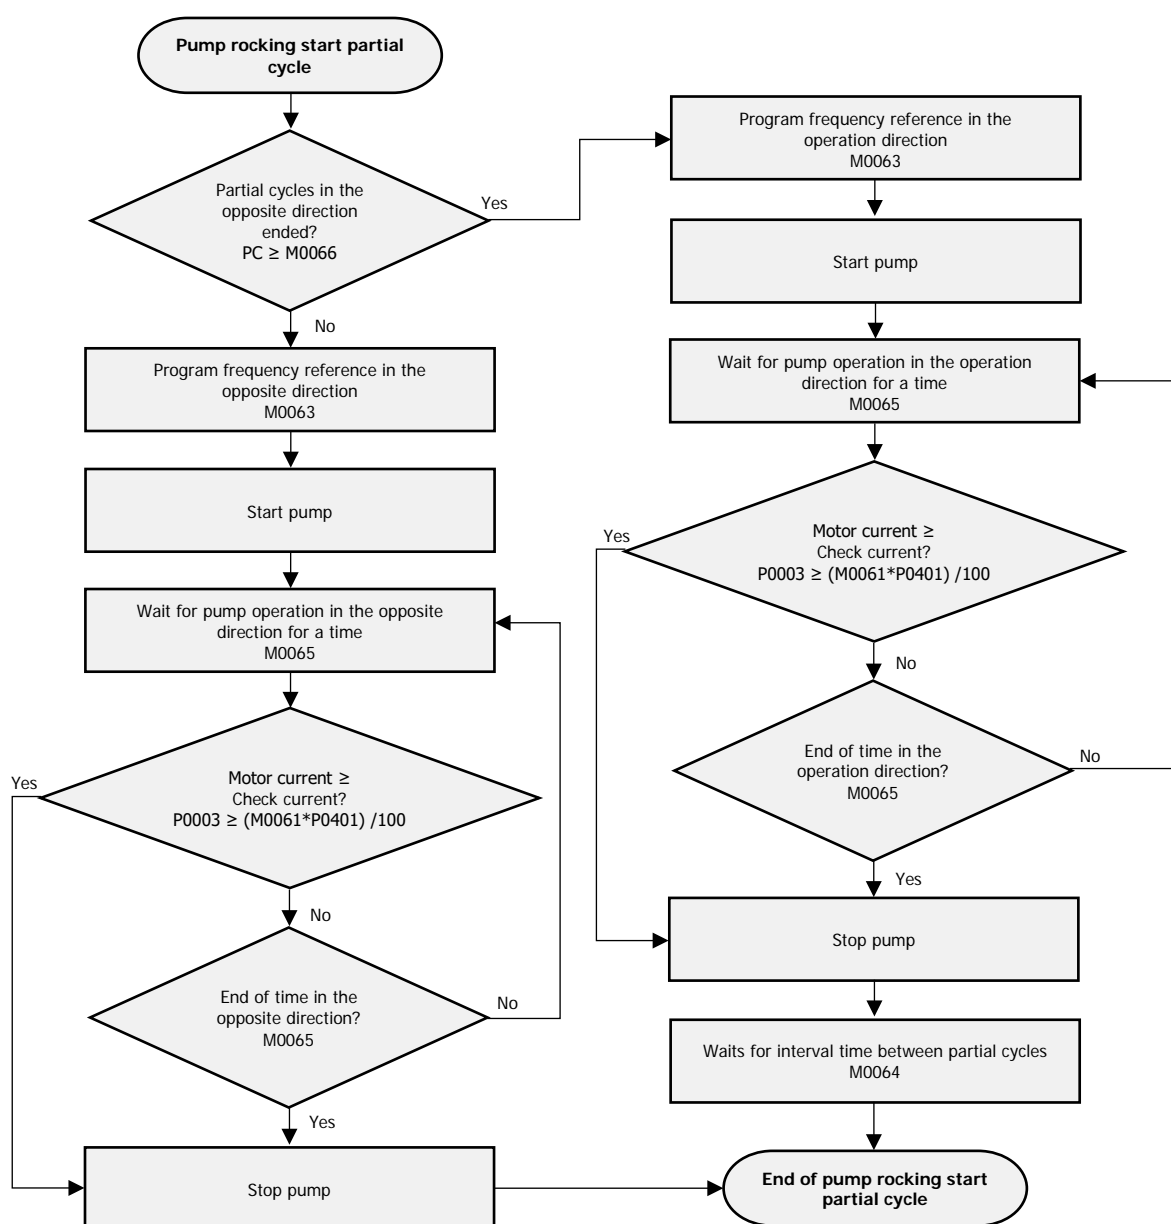 Pump rocking start partial
cycle
Partial cycles in the
opposite direction
ended?
PC ≥ M0066
Yes
No
Program frequency reference in the
opposite direction
M0063
Start pump
Wait for pump operation in the opposite
direction for a time
M0065
Motor current ≥
Check current?
P0003 ≥ (M0061*P0401) /100
Yes
No
End of time in the
opposite direction?
M0065
No
Yes
Stop pump
Program frequency reference in the
operation direction
M0063
Start pump
Wait for pump operation in the operation
direction for a time
M0065
Motor current ≥
Check current?
P0003 ≥ (M0061*P0401) /100
Yes
No
End of time in the
operation direction?
M0065
No
Yes
Stop pump
Waits for interval time between partial cycles
M0064
End of pump rocking start
partial cycle